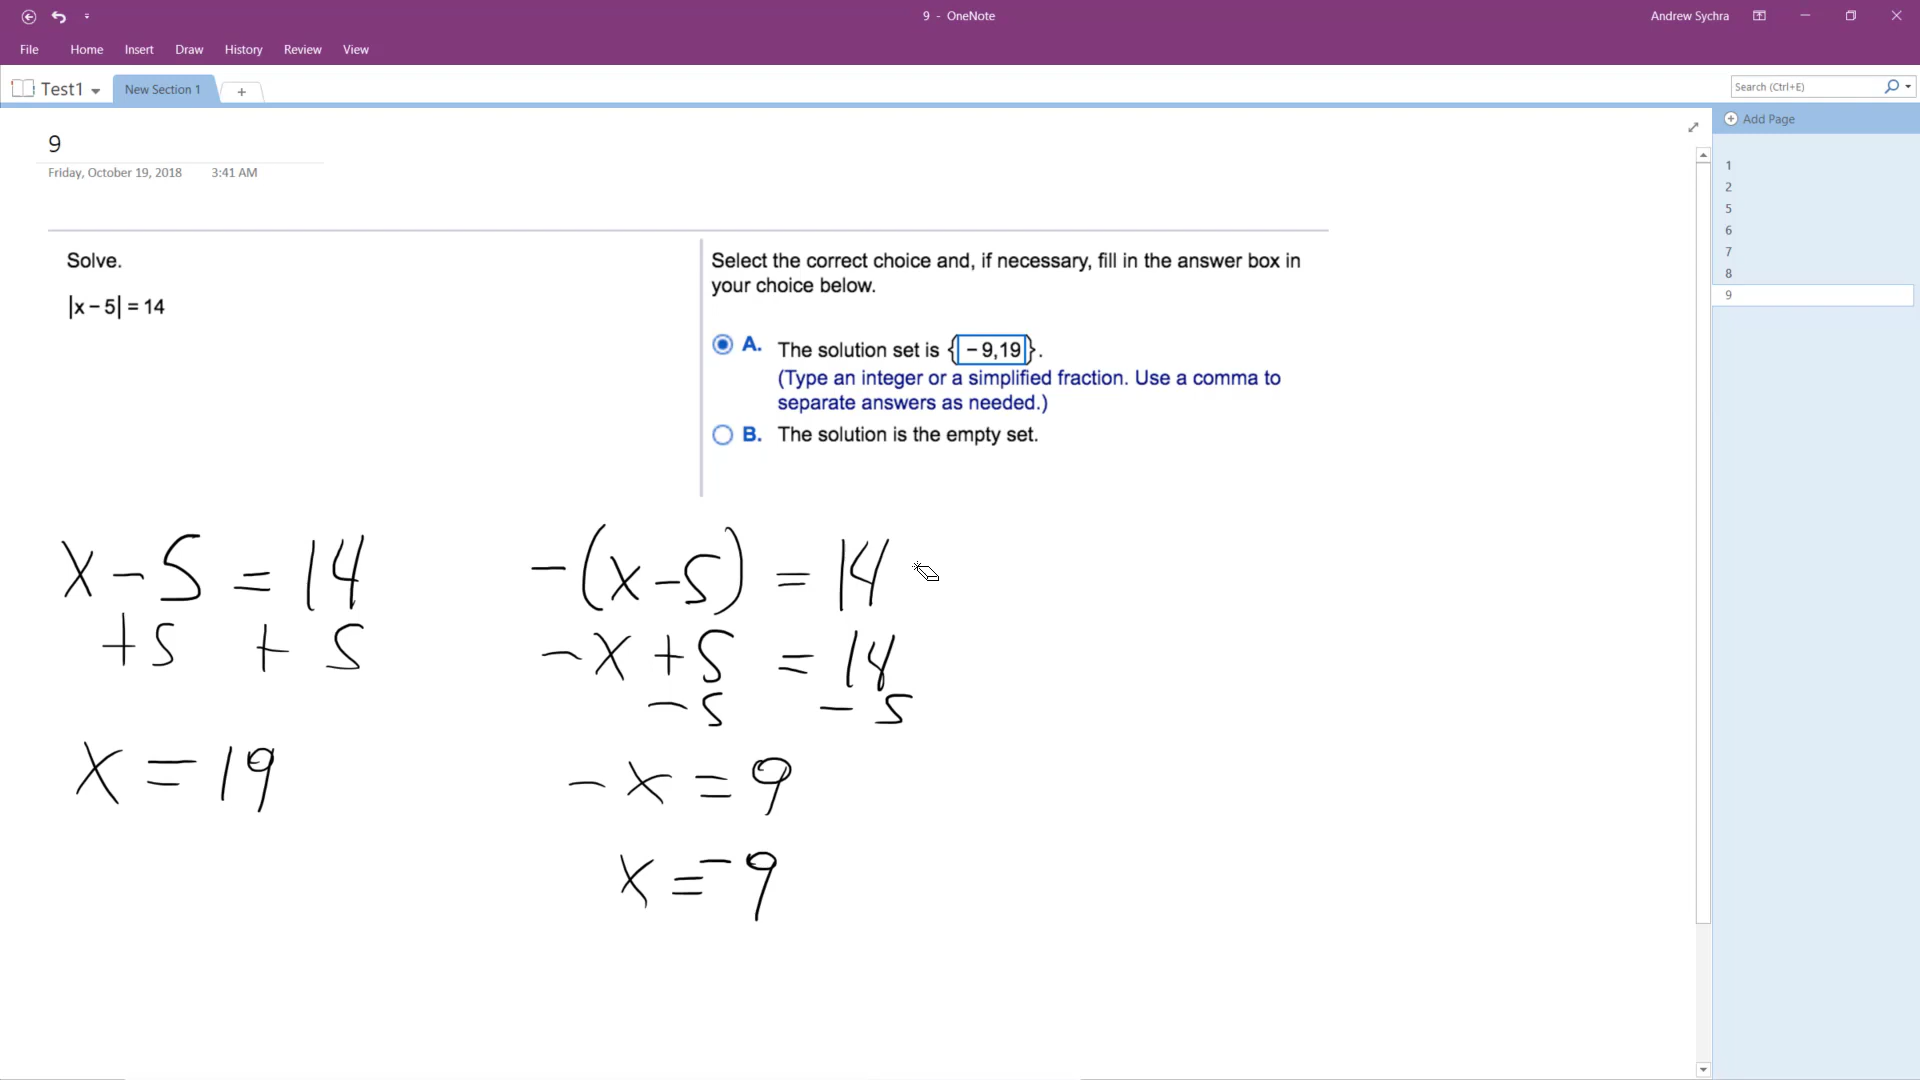 9 - OneNote
Andrew Sychra
File Home Insert Draw History Review View
Test1 New Section 1 +
Search (Ctrl+E)
Add Page
9
Friday, October 19, 2018 3:41 AM
1
2
5
6
7
8
9
Solve.
|x − 5| = 14
Select the correct choice and, if necessary, fill in the answer box in
your choice below.
A. The solution set is { − 9,19 }.
(Type an integer or a simplified fraction. Use a comma to
separate answers as needed.)
B. The solution is the empty set.
x − 5 = 14
+5 + 5
x = 19
−(x −5) = 14
−x +5 = 14
−5 − 5
−x = 9
x = −9